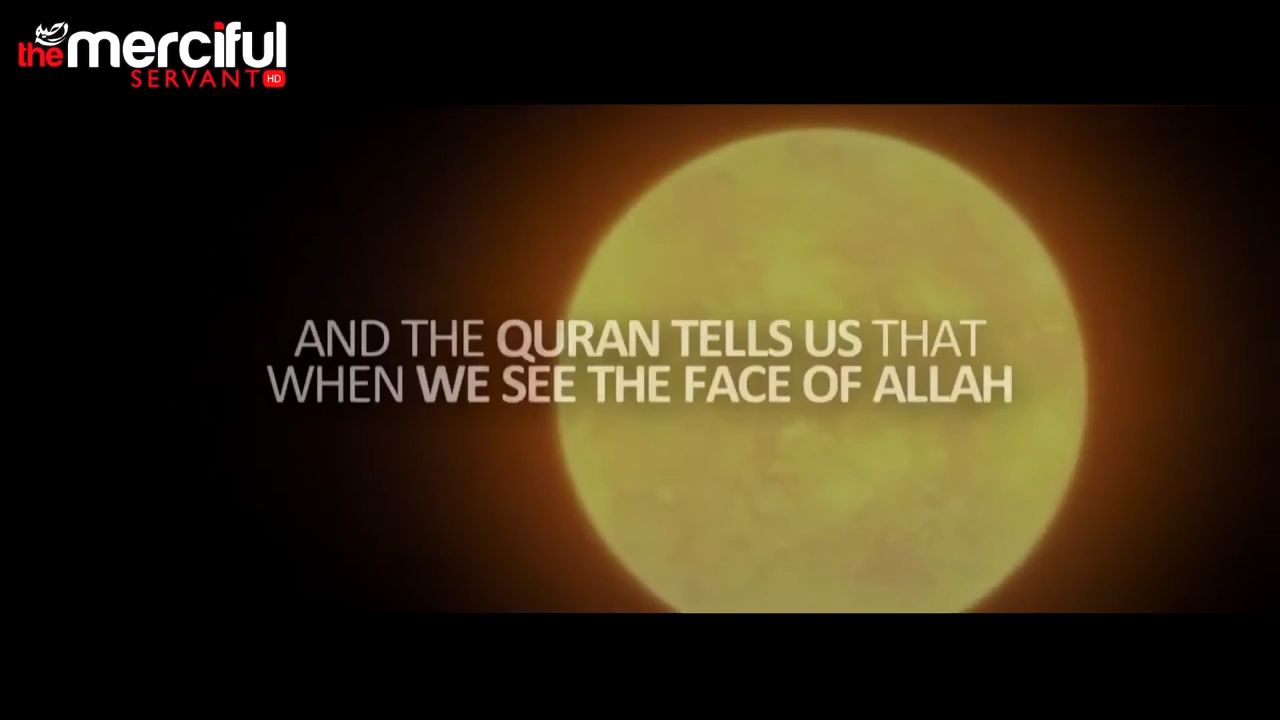 the merciful
SERVANT HD
AND THE QURAN TELLS US THAT
WHEN WE SEE THE FACE OF ALLAH